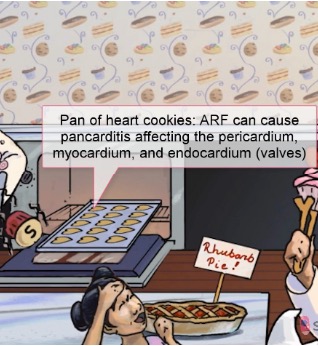 Pan of heart cookies: ARF can cause
pancarditis affecting the pericardium,
myocardium, and endocardium (valves)
S
Rhubarb
Pie!